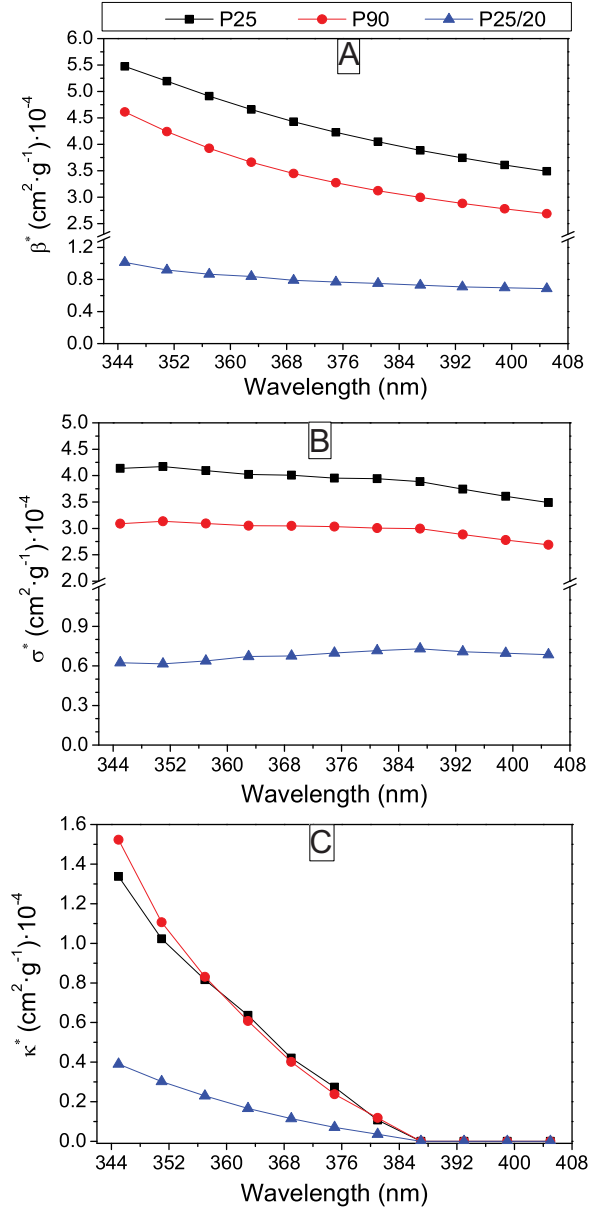 P25 P90 P25/20
A
6.0
5.5
5.0
4.5
4.0
3.5
3.0
2.5
1.2
0.8
0.4
0.0
β* (cm²·g⁻¹)·10⁻⁴
344 352 360 368 376 384 392 400 408
Wavelength (nm)
B
5.0
4.5
4.0
3.5
3.0
2.5
2.0
0.9
0.6
0.3
0.0
σ* (cm²·g⁻¹)·10⁻⁴
344 352 360 368 376 384 392 400 408
Wavelength (nm)
C
1.6
1.4
1.2
1.0
0.8
0.6
0.4
0.2
0.0
κ* (cm²·g⁻¹)·10⁻⁴
344 352 360 368 376 384 392 400 408
Wavelength (nm)